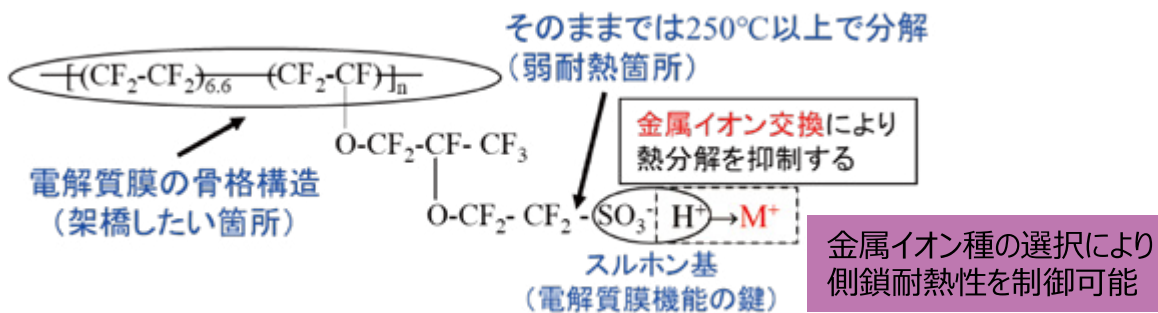 そのままでは250℃以上で分解
（弱耐熱箇所）
[(CF2-CF2)6.6 (CF2-CF)]n
金属イオン交換により
熱分解を抑制する
O-CF2-CF- CF3
電解質膜の骨格構造
（架橋したい箇所）
O-CF2- CF2-SO3- H+→M+
スルホン基
（電解質膜機能の鍵）
金属イオン種の選択により
側鎖耐熱性を制御可能